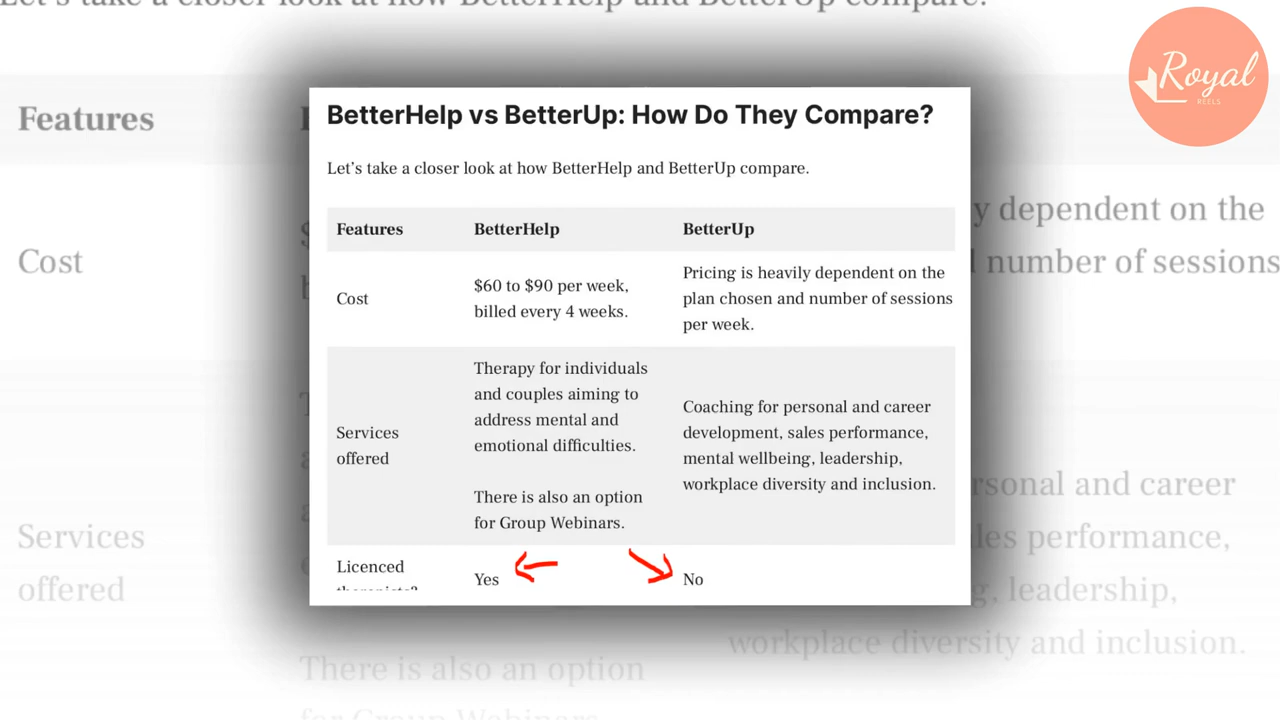 Let's take a closer look at how BetterHelp and BetterUp compare.
Royal
REELS
BetterHelp vs BetterUp: How Do They Compare?
Let's take a closer look at how BetterHelp and BetterUp compare.
Features
BetterHelp
BetterUp
Cost
$60 to $90 per week,
billed every 4 weeks.
Pricing is heavily dependent on the
plan chosen and number of sessions
per week.
Services
offered
Therapy for individuals
and couples aiming to
address mental and
emotional difficulties.
There is also an option
for Group Webinars.
Coaching for personal and career
development, sales performance,
mental wellbeing, leadership,
workplace diversity and inclusion.
Licenced
therapists?
Yes
No
Features
Cost
y dependent on the
number of sessions
Services
offered
rsonal and career
les performance,
g, leadership,
workplace diversity and inclusion.
There is also an option
for Group Webinars